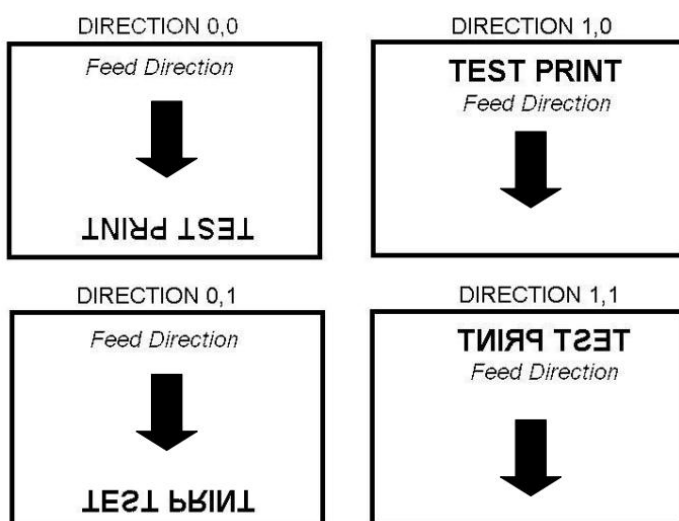 DIRECTION 0,0
Feed Direction
TEST PRINT
DIRECTION 1,0
TEST PRINT
Feed Direction
DIRECTION 0,1
Feed Direction
TEST PRINT
DIRECTION 1,1
TEST PRINT
Feed Direction